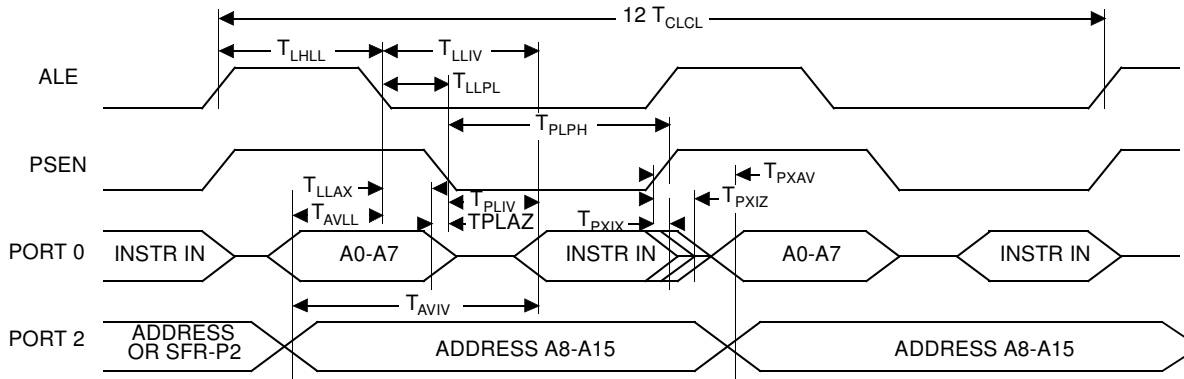 12 TCLCL
TLHLL
TLLIV
ALE
TLLPL
TPLPH
PSEN
TLLAX
TPXAV
TPLIV
TPXIZ
TAVLL
TPLAZ
TPXIX
PORT 0
INSTR IN
A0-A7
INSTR IN
A0-A7
INSTR IN
TAVIV
PORT 2
ADDRESS
OR SFR-P2
ADDRESS A8-A15
ADDRESS A8-A15